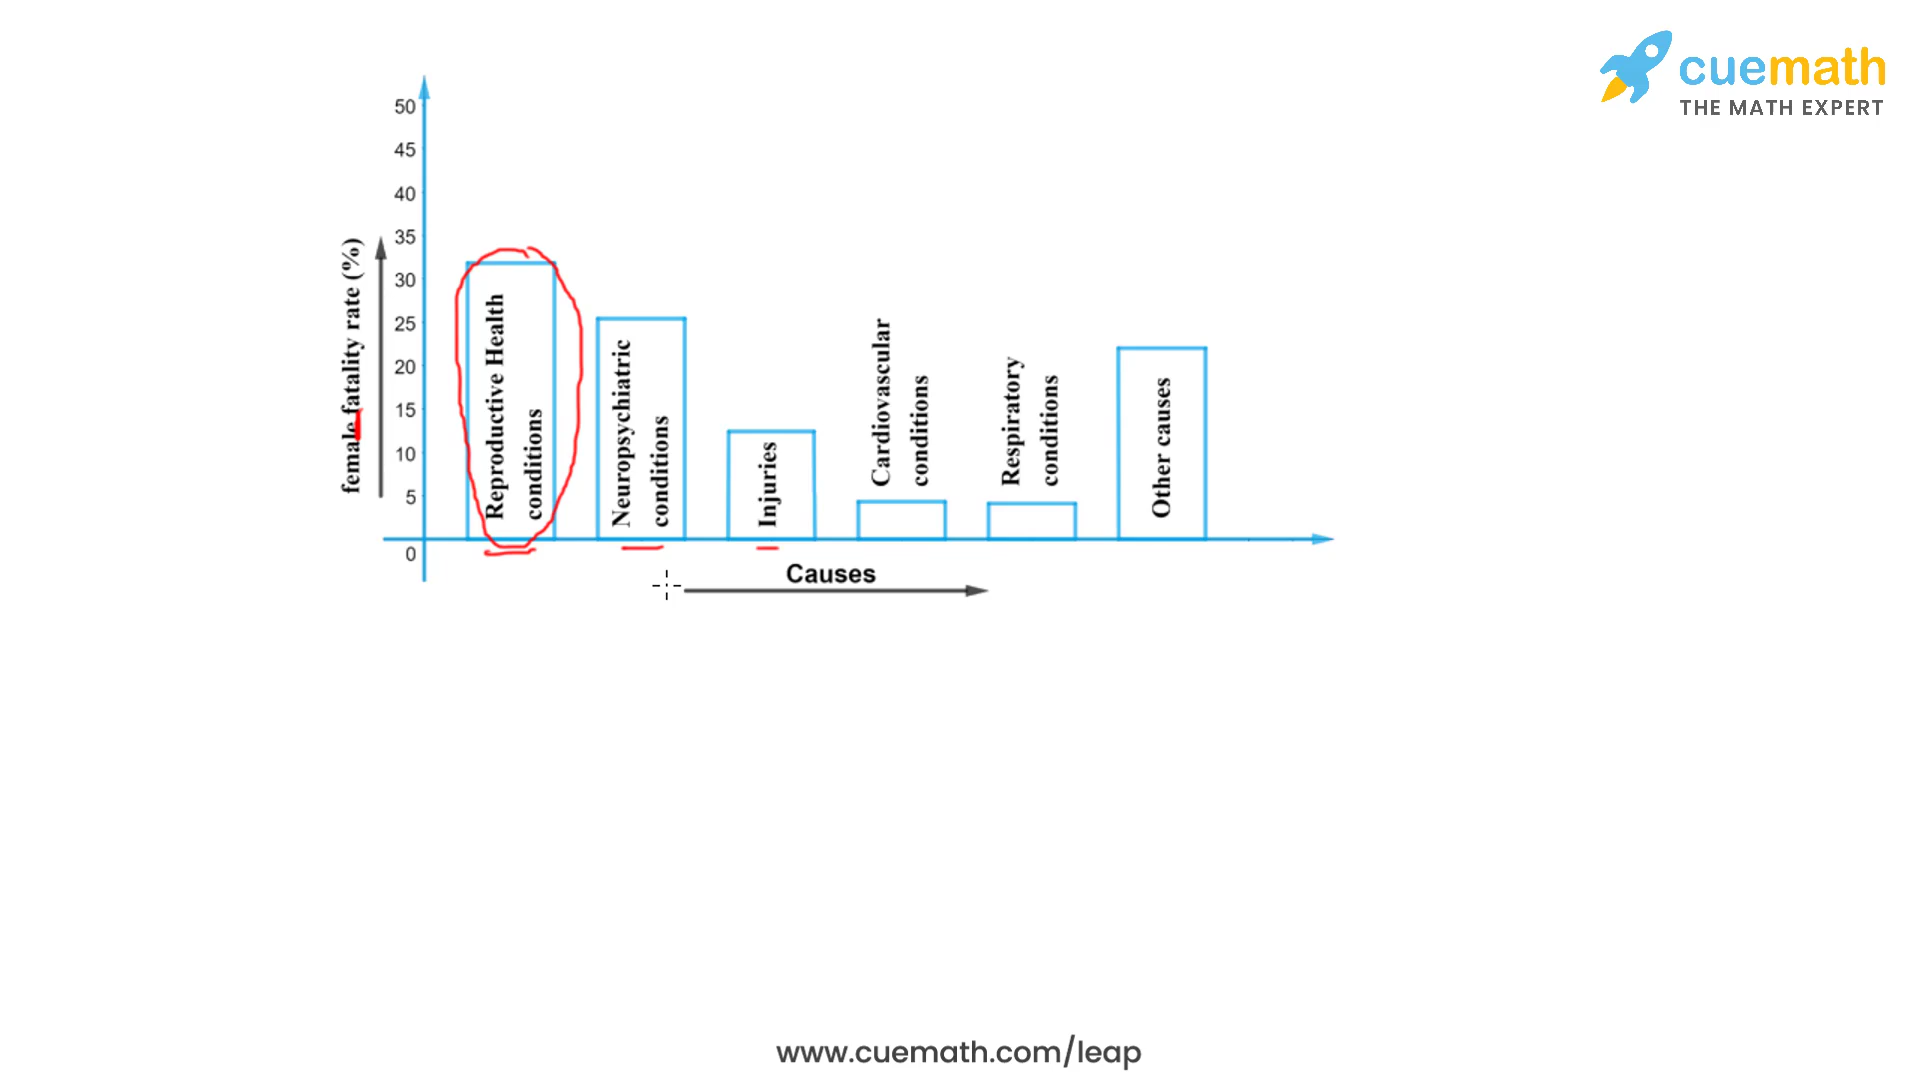 cuemath
THE MATH EXPERT
50
45
40
35
30
25
20
15
10
5
0
female fatality rate (%)
Reproductive Health
conditions
Neuropsychiatric
conditions
Injuries
Cardiovascular
conditions
Respiratory
conditions
Other causes
Causes
www.cuemath.com/leap